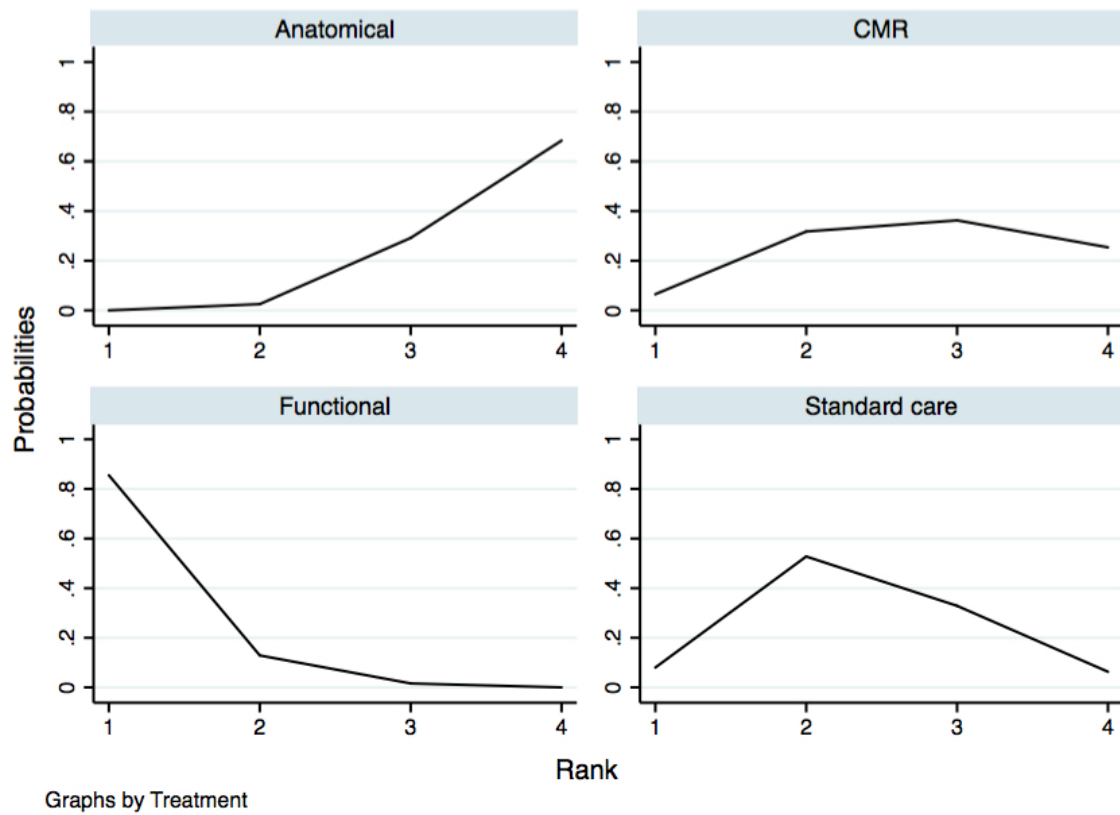 Anatomical
1
.8
.6
.4
.2
0
1 2 3 4
CMR
1
.8
.6
.4
.2
0
1 2 3 4
Functional
1
.8
.6
.4
.2
0
1 2 3 4
Standard care
1
.8
.6
.4
.2
0
1 2 3 4
Probabilities
Rank
Graphs by Treatment